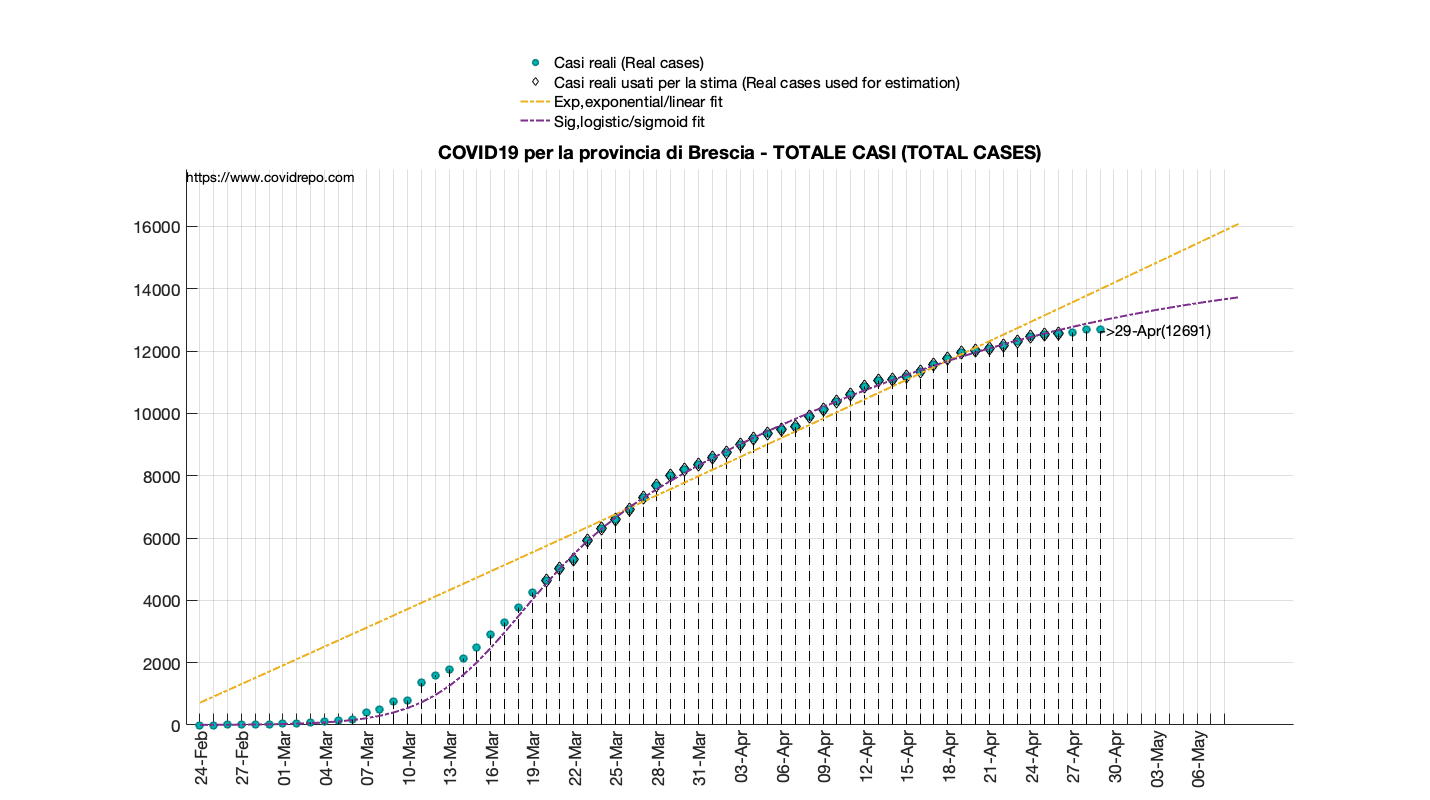 Casi reali (Real cases)
Casi reali usati per la stima (Real cases used for estimation)
Exp,exponential/linear fit
Sig,logistic/sigmoid fit
COVID19 per la provincia di Brescia - TOTALE CASI (TOTAL CASES)
https://www.covidrepo.com
16000
14000
12000
10000
8000
6000
4000
2000
0
>29-Apr(12691)
24-Feb
27-Feb
01-Mar
04-Mar
07-Mar
10-Mar
13-Mar
16-Mar
19-Mar
22-Mar
25-Mar
28-Mar
31-Mar
03-Apr
06-Apr
09-Apr
12-Apr
15-Apr
18-Apr
21-Apr
24-Apr
27-Apr
30-Apr
03-May
06-May